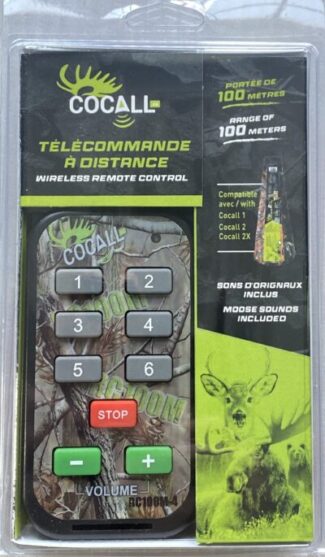 COCALL
TÉLÉCOMMANDE
À DISTANCE
WIRELESS REMOTE CONTROL
PORTÉE DE
100 MÈTRES
RANGE OF
100 METERS
Compatible
avec / with
Cocall 1
Cocall 2
Cocall 2X
SONS D'ORIGNAUX
INCLUS
MOOSE SOUNDS
INCLUDED
COCALL
1 2
3 4
5 6
STOP
- +
VOLUME
RC100M-4